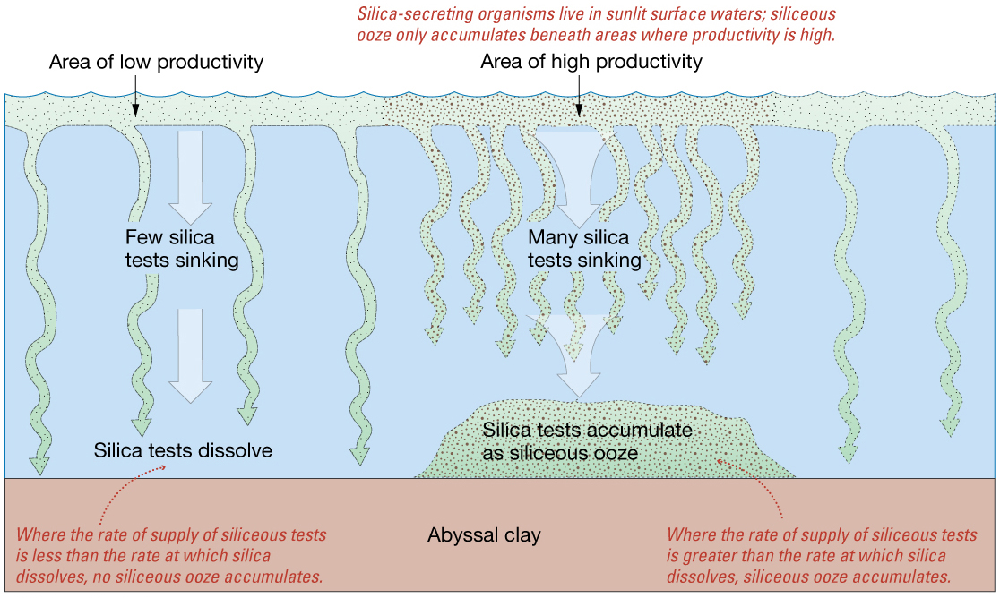 Silica-secreting organisms live in sunlit surface waters; siliceous
ooze only accumulates beneath areas where productivity is high.
Area of low productivity
Area of high productivity
Few silica
tests sinking
Many silica
tests sinking
Silica tests dissolve
Silica tests accumulate
as siliceous ooze
Where the rate of supply of siliceous tests
is less than the rate at which silica
dissolves, no siliceous ooze accumulates.
Abyssal clay
Where the rate of supply of siliceous tests
is greater than the rate at which silica
dissolves, siliceous ooze accumulates.